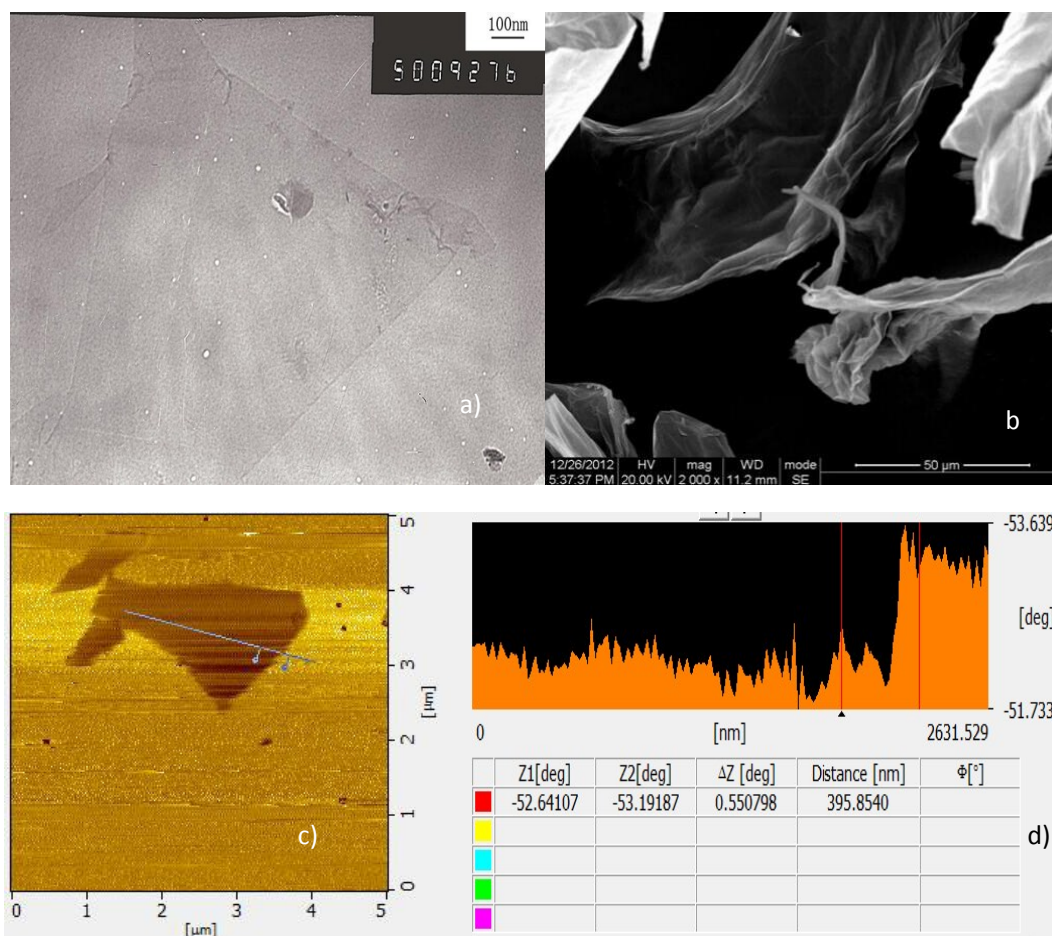 100nm
5009276
a)
b
12/26/2012 HV mag WD mode
5:37:37 PM 20.00 kV 2 000 x 11.2 mm SE
50 µm
5
4
3
2
1
0
[µm]
0 1 2 3 4 5
[µm]
c)
-53.639
[deg]
-51.733
0 [nm] 2631.529
Z1[deg] Z2[deg] ΔZ [deg] Distance [nm] Φ[°]
-52.64107 -53.19187 0.550798 395.8540
d)